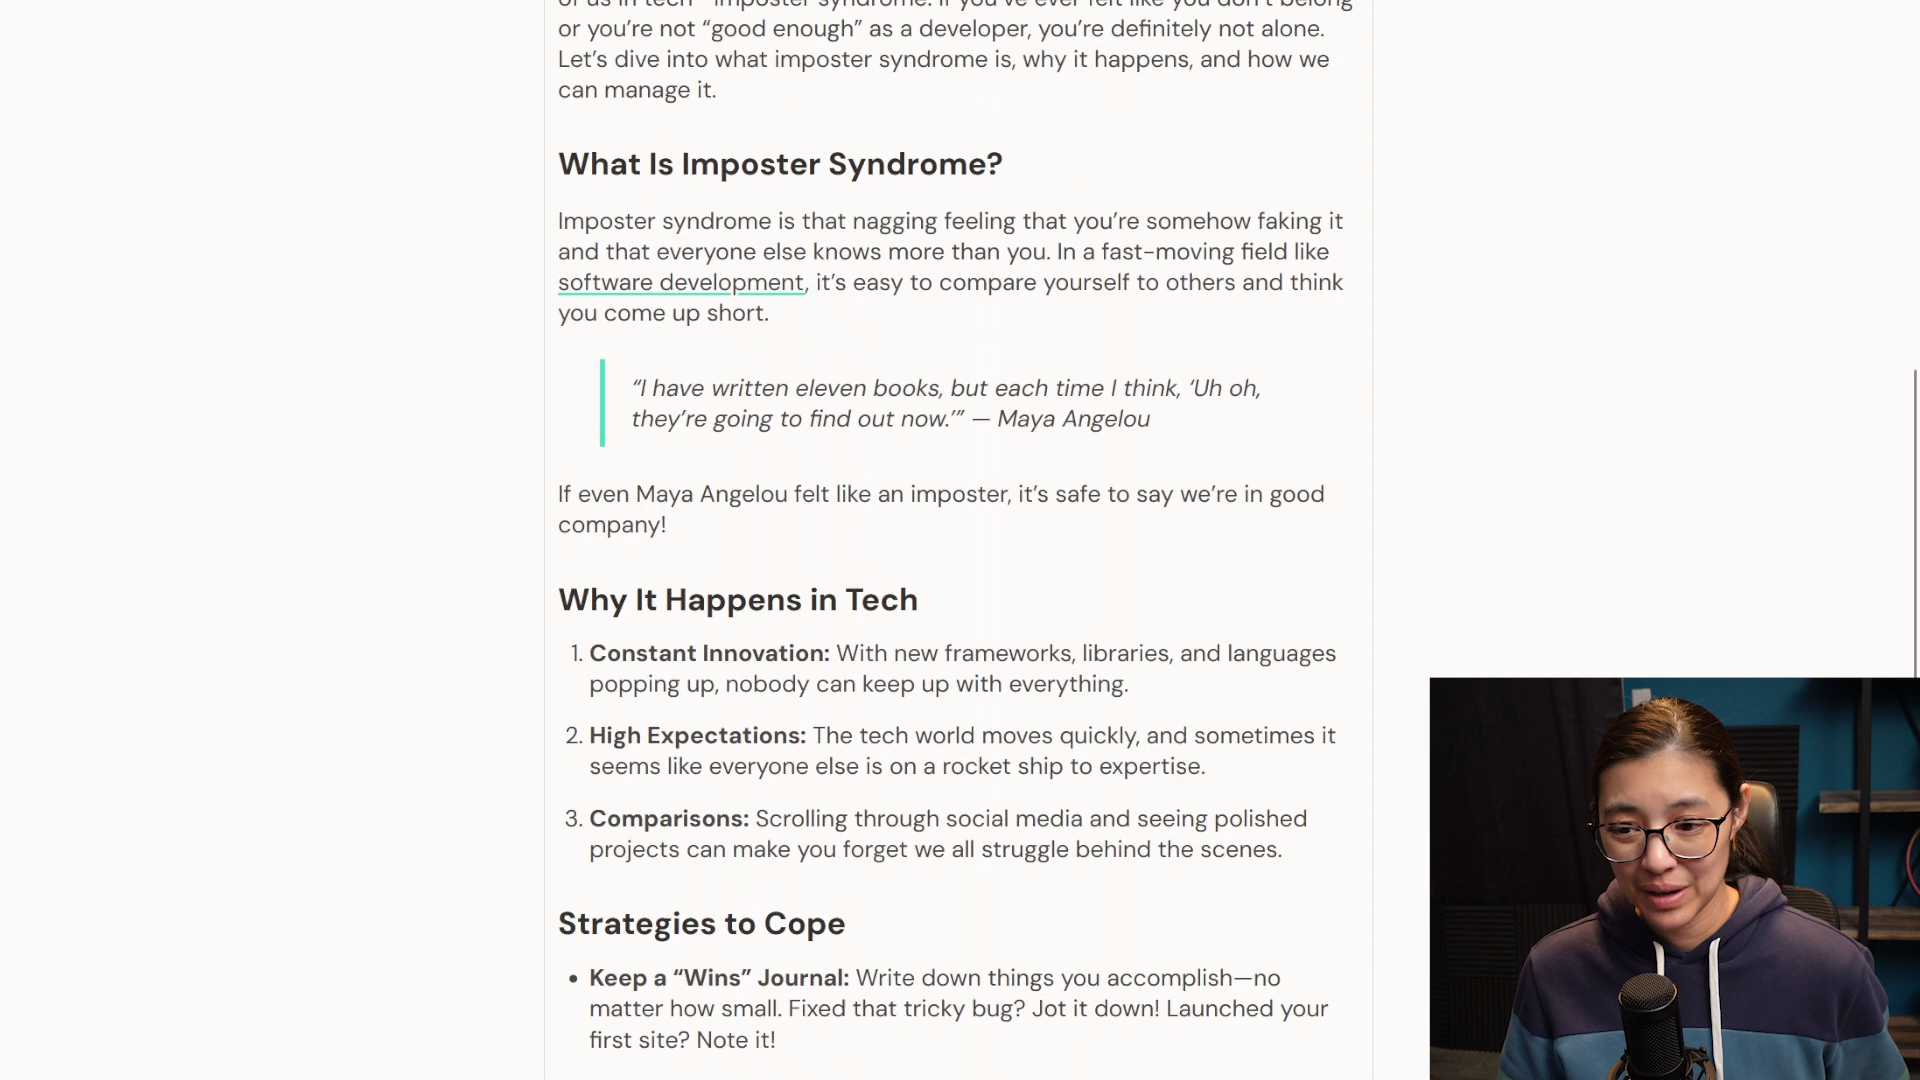 of us in tech—imposter syndrome. If you’ve ever felt like you don’t belong
or you’re not “good enough” as a developer, you’re definitely not alone.
Let’s dive into what imposter syndrome is, why it happens, and how we
can manage it.
What Is Imposter Syndrome?
Imposter syndrome is that nagging feeling that you’re somehow faking it
and that everyone else knows more than you. In a fast-moving field like
software development, it’s easy to compare yourself to others and think
you come up short.
“I have written eleven books, but each time I think, ‘Uh oh,
they’re going to find out now.’” — Maya Angelou
If even Maya Angelou felt like an imposter, it’s safe to say we’re in good
company!
Why It Happens in Tech
1. Constant Innovation: With new frameworks, libraries, and languages
popping up, nobody can keep up with everything.
2. High Expectations: The tech world moves quickly, and sometimes it
seems like everyone else is on a rocket ship to expertise.
3. Comparisons: Scrolling through social media and seeing polished
projects can make you forget we all struggle behind the scenes.
Strategies to Cope
• Keep a “Wins” Journal: Write down things you accomplish—no
matter how small. Fixed that tricky bug? Jot it down! Launched your
first site? Note it!